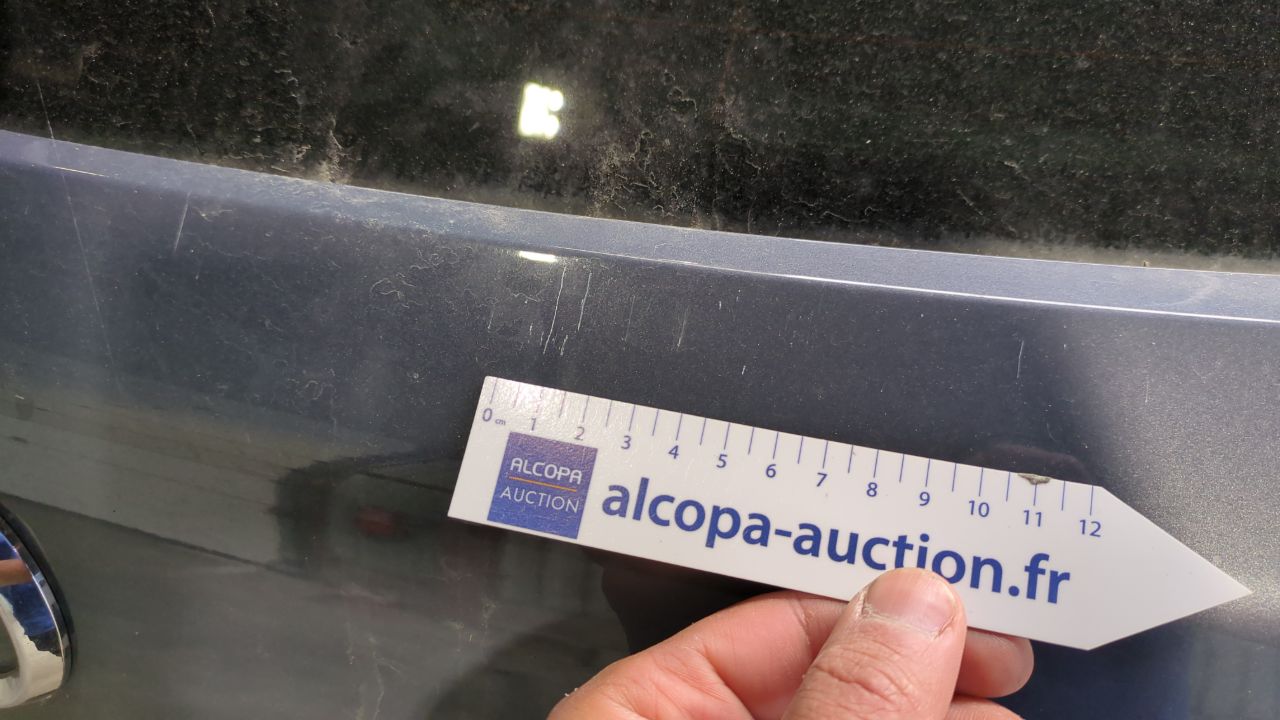 0 cm 1 2 3 4 5 6 7 8 9 10 11 12
ALCOPA
AUCTION
alcopa-auction.fr